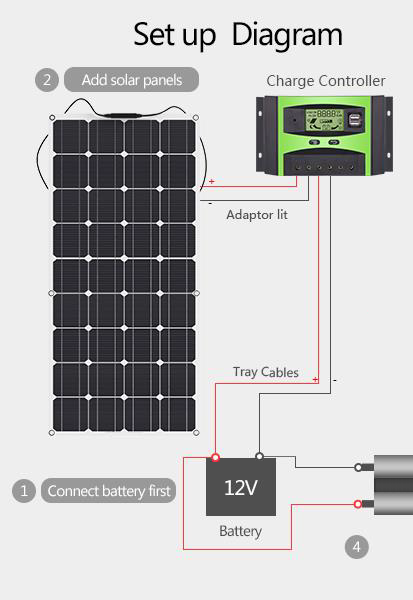 Set up Diagram
2 Add solar panels
Charge Controller
8888
+
-
Adaptor lit
Tray Cables
+ -
1 Connect battery first
12V
Battery
4